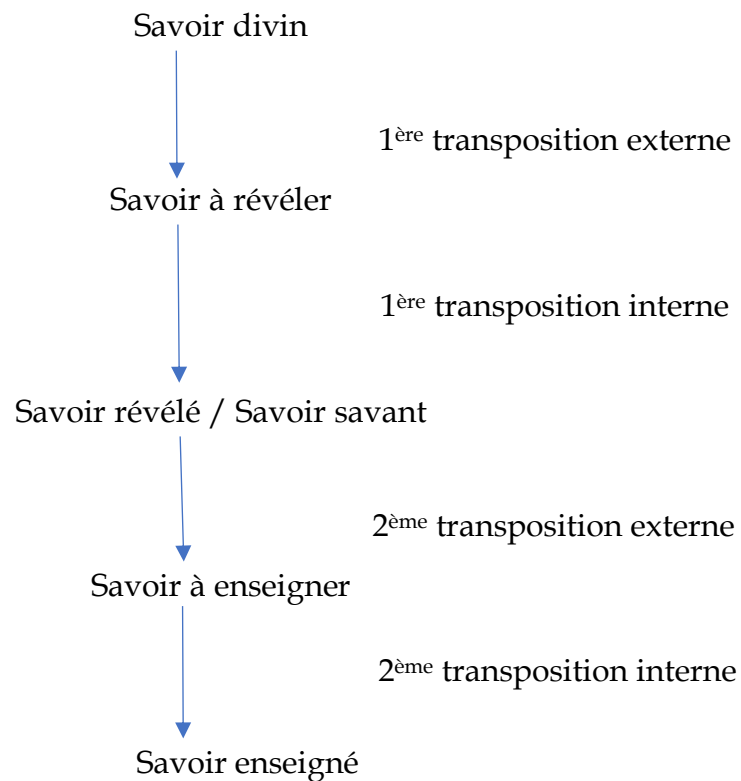 Savoir divin
1ère transposition externe
Savoir à révéler
1ère transposition interne
Savoir révélé / Savoir savant
2ème transposition externe
Savoir à enseigner
2ème transposition interne
Savoir enseigné